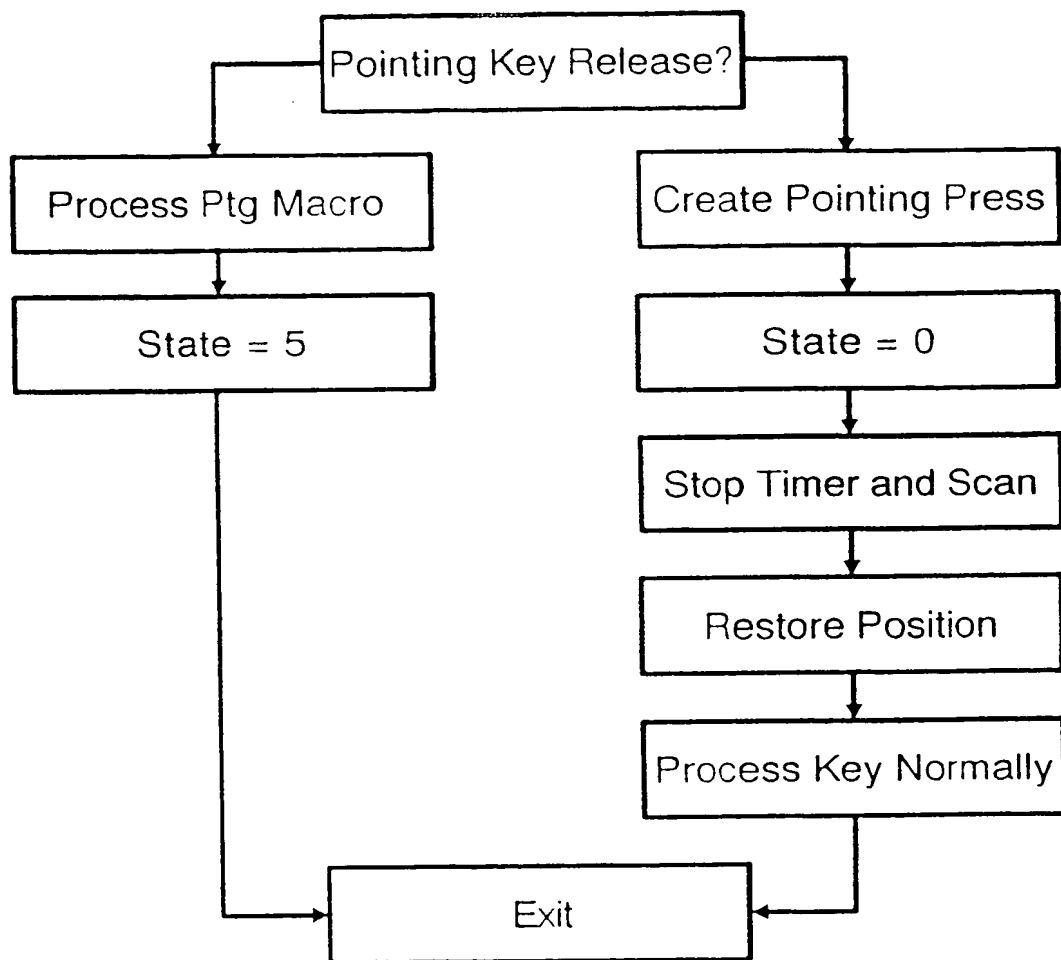 Pointing Key Release?
Process Ptg Macro
State = 5
Create Pointing Press
State = 0
Stop Timer and Scan
Restore Position
Process Key Normally
Exit